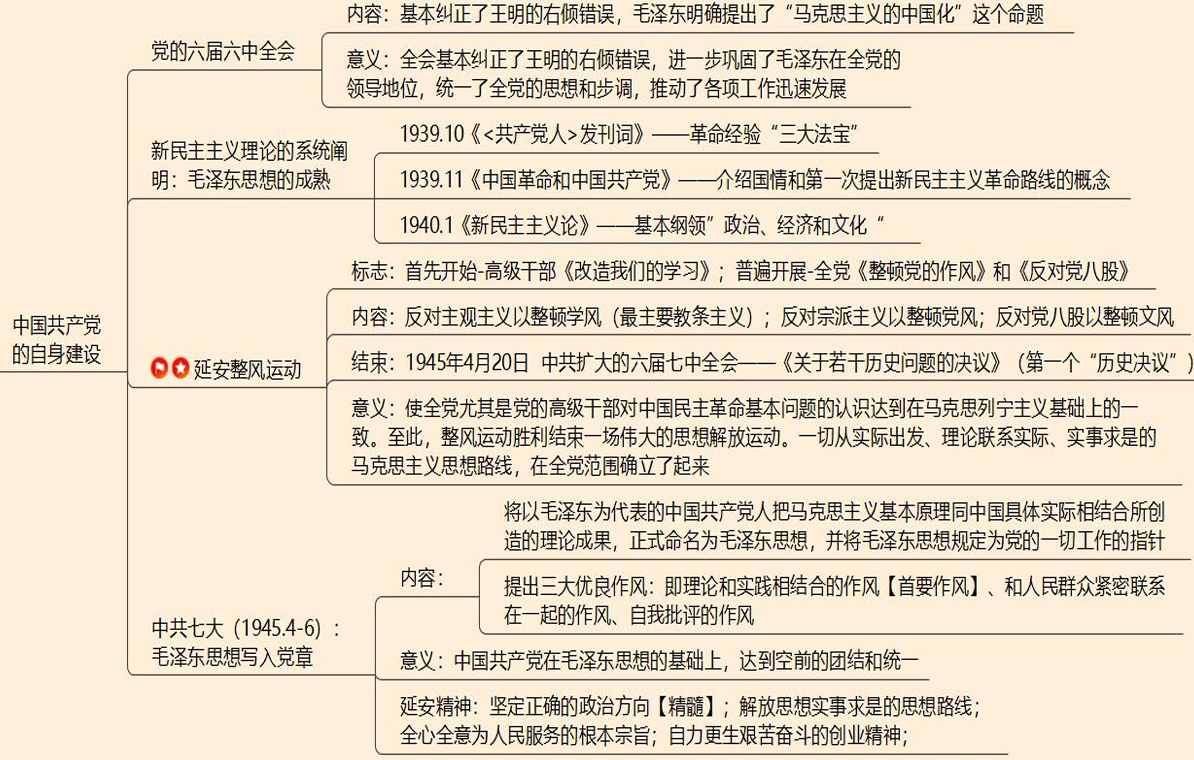 内容：基本纠正了王明的右倾错误，毛泽东明确提出了“马克思主义的中国化”这个命题
党的六届六中全会
意义：全会基本纠正了王明的右倾错误，进一步巩固了毛泽东在全党的
领导地位，统一了全党的思想和步调，推动了各项工作迅速发展
1939.10《<共产党人>发刊词》——革命经验“三大法宝”
新民主主义理论的系统阐
明：毛泽东思想的成熟
1939.11《中国革命和中国共产党》——介绍国情和第一次提出新民主主义革命路线的概念
1940.1《新民主主义论》——基本纲领”政治、经济和文化“
标志：首先开始-高级干部《改造我们的学习》；普遍开展-全党《整顿党的作风》和《反对党八股》
内容：反对主观主义以整顿学风（最主要教条主义）；反对宗派主义以整顿党风；反对党八股以整顿文风
中国共产党
的自身建设
延安整风运动
结束：1945年4月20日 中共扩大的六届七中全会——《关于若干历史问题的决议》（第一个“历史决议”）
意义：使全党尤其是党的高级干部对中国民主革命基本问题的认识达到在马克思列宁主义基础上的一
致。至此，整风运动胜利结束一场伟大的思想解放运动。一切从实际出发、理论联系实际、实事求是的
马克思主义思想路线，在全党范围确立了起来
将以毛泽东为代表的中国共产党人把马克思主义基本原理同中国具体实际相结合所创
造的理论成果，正式命名为毛泽东思想，并将毛泽东思想规定为党的一切工作的指针
内容：
提出三大优良作风：即理论和实践相结合的作风【首要作风】、和人民群众紧密联系
在一起的作风、自我批评的作风
中共七大（1945.4-6）：
毛泽东思想写入党章
意义：中国共产党在毛泽东思想的基础上，达到空前的团结和统一
延安精神：坚定正确的政治方向【精髓】；解放思想实事求是的思想路线；
全心全意为人民服务的根本宗旨；自力更生艰苦奋斗的创业精神；